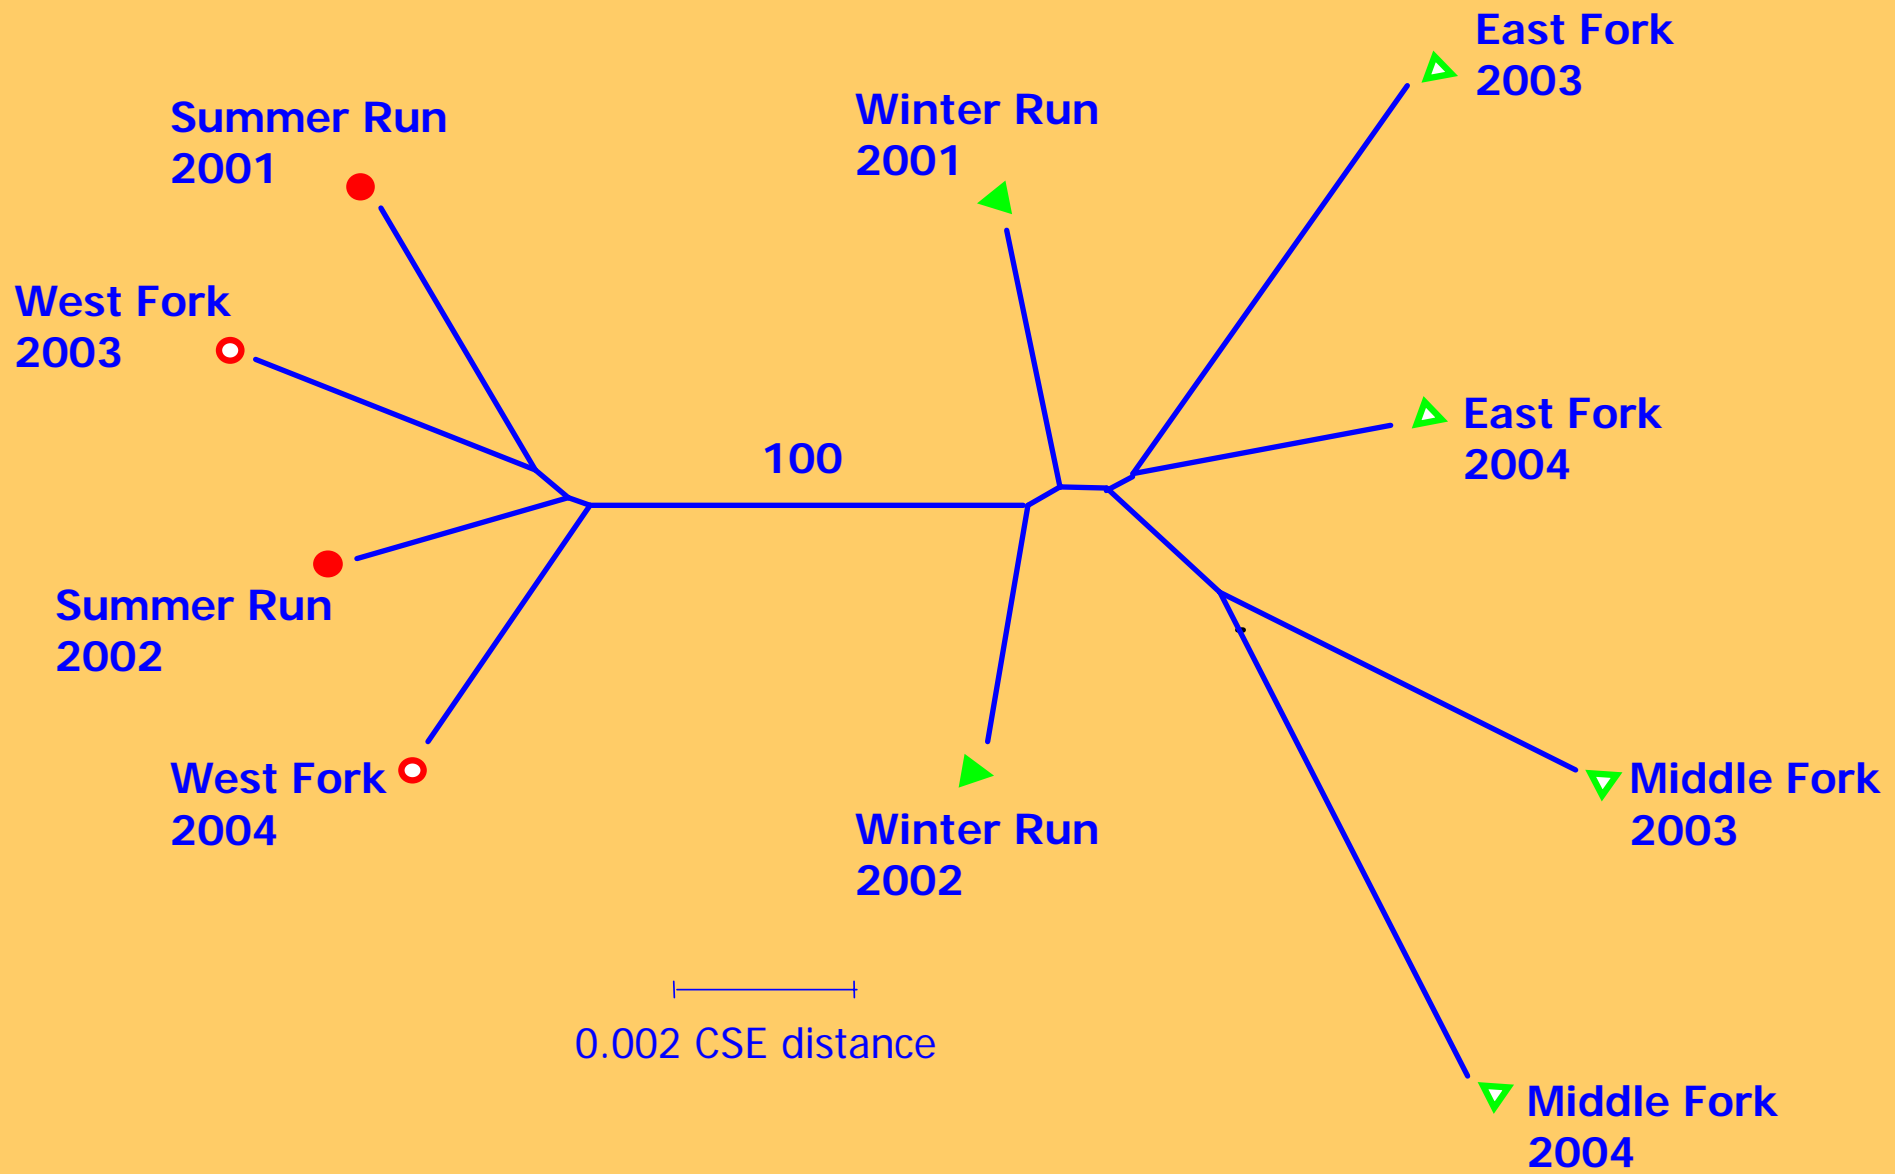 East Fork
2003
Summer Run
2001
Winter Run
2001
West Fork
2003
East Fork
2004
100
Summer Run
2002
West Fork
2004
Middle Fork
2003
Winter Run
2002
0.002 CSE distance
Middle Fork
2004